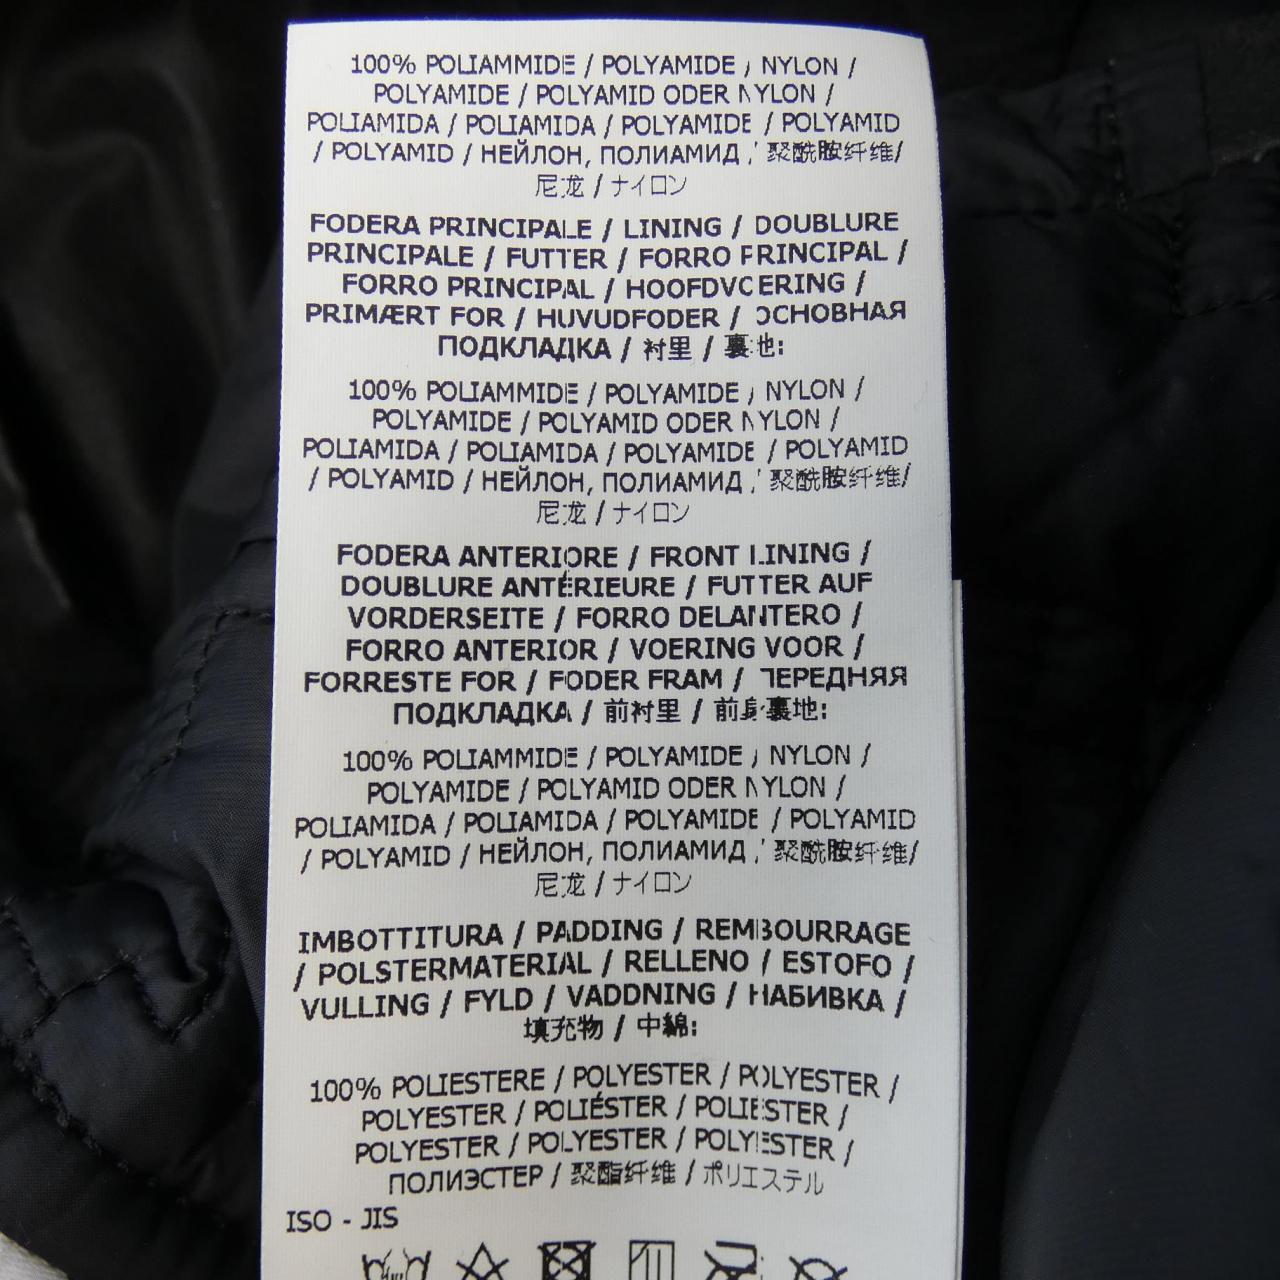 100% POLIAMMIDE / POLYAMIDE / NYLON /
POLYAMIDE / POLYAMID ODER NYLON /
POLIAMIDA / POLIAMIDA / POLYAMIDE / POLYAMID
/ POLYAMID / НЕЙЛОН, ПОЛИАМИД / 聚酰胺纤维/
尼龙 / ナイロン
FODERA PRINCIPALE / LINING / DOUBLURE
PRINCIPALE / FUTTER / FORRO PRINCIPAL /
FORRO PRINCIPAL / HOOFDVOERING /
PRIMÆRT FOR / HUVUDFODER / ОСНОВНАЯ
ПОДКЛАДКА / 衬里 / 裏地:
100% POLIAMMIDE / POLYAMIDE / NYLON /
POLYAMIDE / POLYAMID ODER NYLON /
POLIAMIDA / POLIAMIDA / POLYAMIDE / POLYAMID
/ POLYAMID / НЕЙЛОН, ПОЛИАМИД / 聚酰胺纤维/
尼龙 / ナイロン
FODERA ANTERIORE / FRONT LINING /
DOUBLURE ANTÉRIEURE / FUTTER AUF
VORDERSEITE / FORRO DELANTERO /
FORRO ANTERIOR / VOERING VOOR /
FORRESTE FOR / FODER FRAM / ПЕРЕДНЯЯ
ПОДКЛАДКА / 前衬里 / 前身裏地:
100% POLIAMMIDE / POLYAMIDE / NYLON /
POLYAMIDE / POLYAMID ODER NYLON /
POLIAMIDA / POLIAMIDA / POLYAMIDE / POLYAMID
/ POLYAMID / НЕЙЛОН, ПОЛИАМИД / 聚酰胺纤维/
尼龙 / ナイロン
IMBOTTITURA / PADDING / REMBOURRAGE
/ POLSTERMATERIAL / RELLENO / ESTOFO /
VULLING / FYLD / VADDNING / НАБИВКА /
填充物 / 中綿:
100% POLIESTERE / POLYESTER / POLYESTER /
POLYESTER / POLIÉSTER / POLIESTER /
POLYESTER / POLYESTER / POLYESTER /
ПОЛИЭСТЕР / 聚酯纤维 / ポリエステル
ISO - JIS